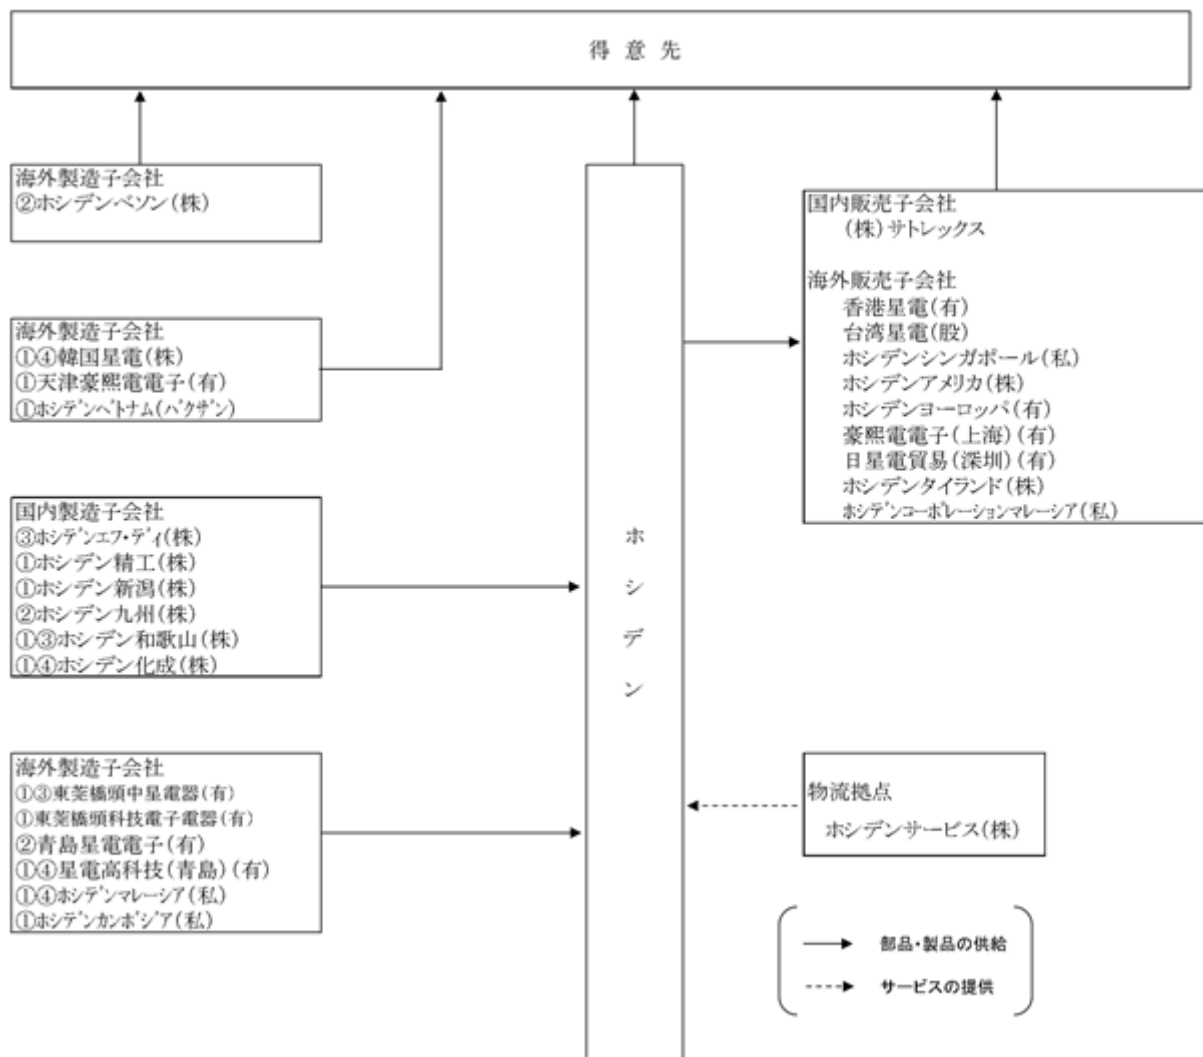 得意先
海外製造子会社
②ホシデンベソン(株)
海外製造子会社
①④韓国星電(株)
①天津豪熙電電子(有)
①ホシデンベトナム(バクザン)
国内製造子会社
③ホシデンエフ・ディ(株)
①ホシデン精工(株)
①ホシデン新潟(株)
②ホシデン九州(株)
①③ホシデン和歌山(株)
①④ホシデン化成(株)
海外製造子会社
①③東莞橋頭中星電器(有)
①東莞橋頭科技電子電器(有)
②青島星電電子(有)
①④星電高科技(青島)(有)
①④ホシデンマレーシア(私)
①ホシデンカンボジア(私)
ホシデン
国内販売子会社
(株)サトレックス
海外販売子会社
香港星電(有)
台湾星電(股)
ホシデンシンガポール(私)
ホシデンアメリカ(株)
ホシデンヨーロッパ(有)
豪熙電電子(上海)(有)
日星電貿易(深圳)(有)
ホシデンタイランド(株)
ホシデンコーポレーションマレーシア(私)
物流拠点
ホシデンサービス(株)
部品・製品の供給
サービスの提供